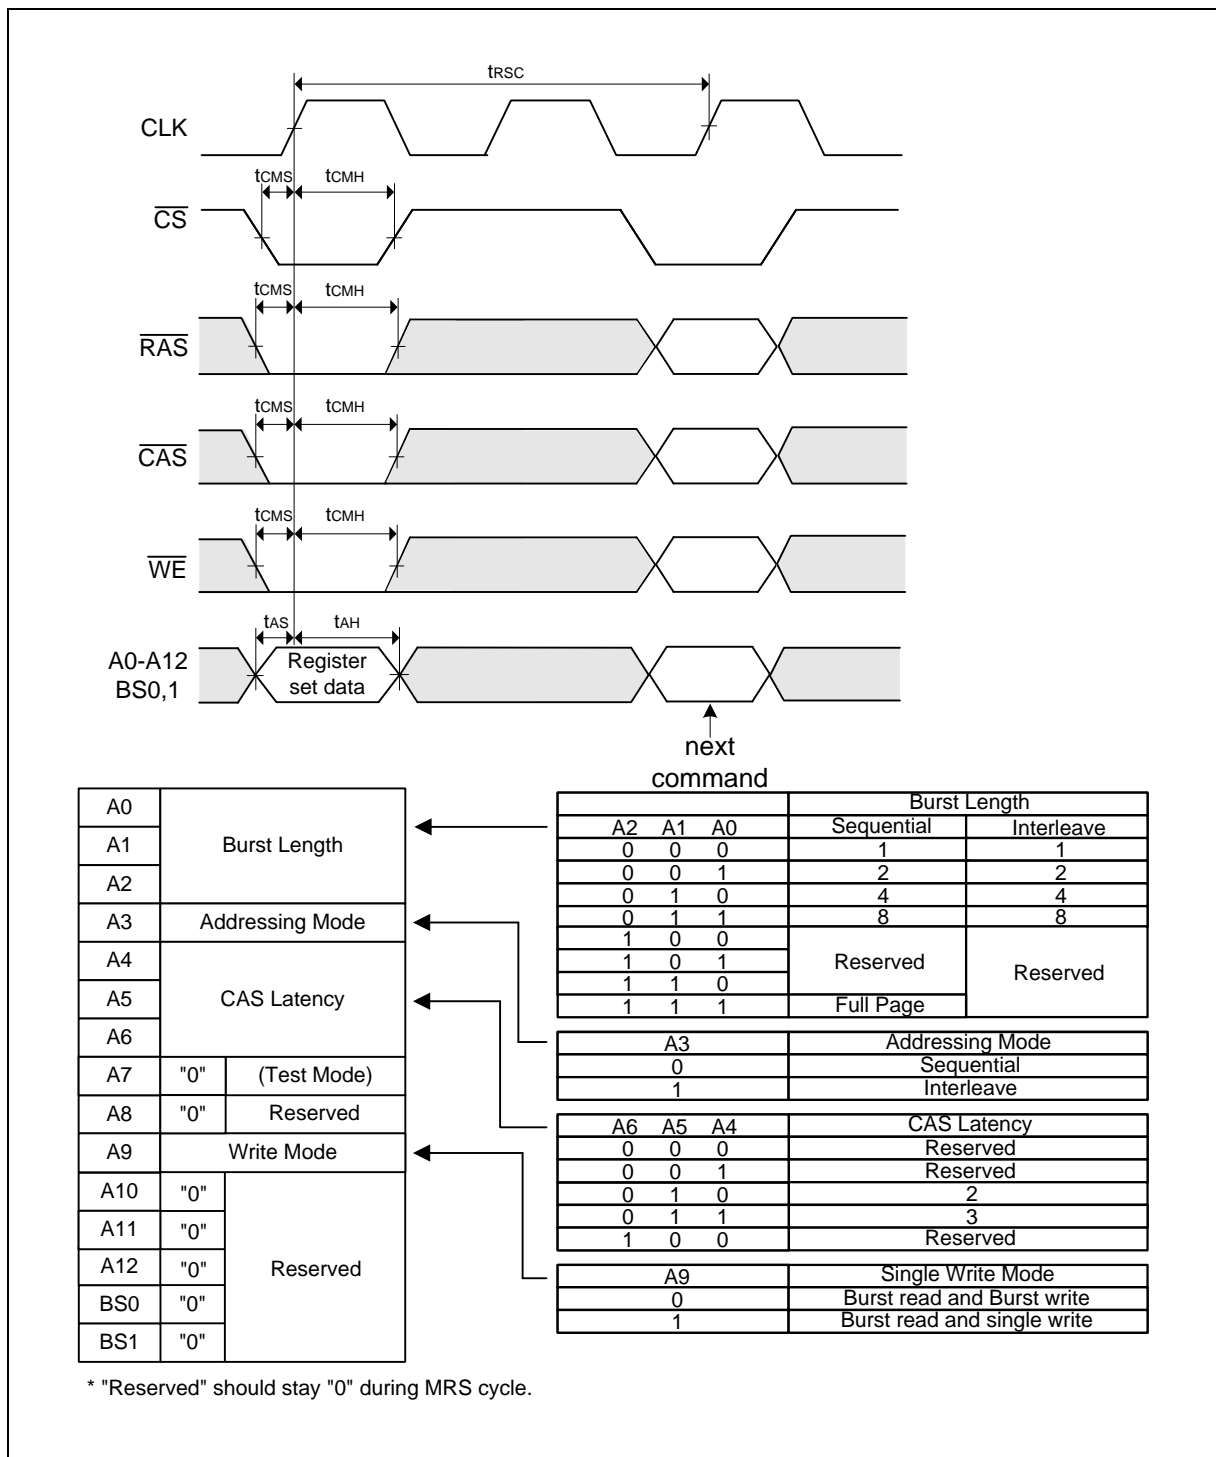 tRSC
CLK
tCMS tCMH
CS
tCMS tCMH
RAS
tCMS tCMH
CAS
tCMS tCMH
WE
tAS tAH
A0-A12
BS0,1
Register
set data
next
command
A0
A1
A2
Burst Length
A3 Addressing Mode
A4
A5
A6
CAS Latency
A7 "0" (Test Mode)
A8 "0" Reserved
A9 Write Mode
A10 "0"
A11 "0"
A12 "0"
BS0 "0"
BS1 "0"
Reserved
Burst Length
A2 A1 A0 Sequential Interleave
0 0 0 1 1
0 0 1 2 2
0 1 0 4 4
0 1 1 8 8
1 0 0
1 0 1 Reserved Reserved
1 1 0
1 1 1 Full Page
A3 Addressing Mode
0 Sequential
1 Interleave
A6 A5 A4 CAS Latency
0 0 0 Reserved
0 0 1 Reserved
0 1 0 2
0 1 1 3
1 0 0 Reserved
A9 Single Write Mode
0 Burst read and Burst write
1 Burst read and single write
* "Reserved" should stay "0" during MRS cycle.